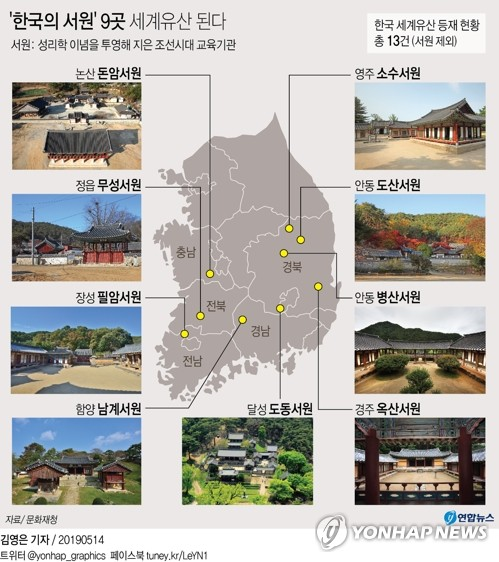 '한국의 서원' 9곳 세계유산 된다
서원: 성리학 이념을 투영해 지은 조선시대 교육기관
한국 세계유산 등재 현황
총 13건 (서원 제외)
논산 돈암서원
영주 소수서원
정읍 무성서원
안동 도산서원
충남
경북
장성 필암서원
전북
안동 병산서원
전남
경남
함양 남계서원
달성 도동서원
경주 옥산서원
자료/ 문화재청
연합뉴스
YONHAPNEWS
김영은 기자 / 20190514
트위터 @yonhap_graphics 페이스북 tuney.kr/LeYN1